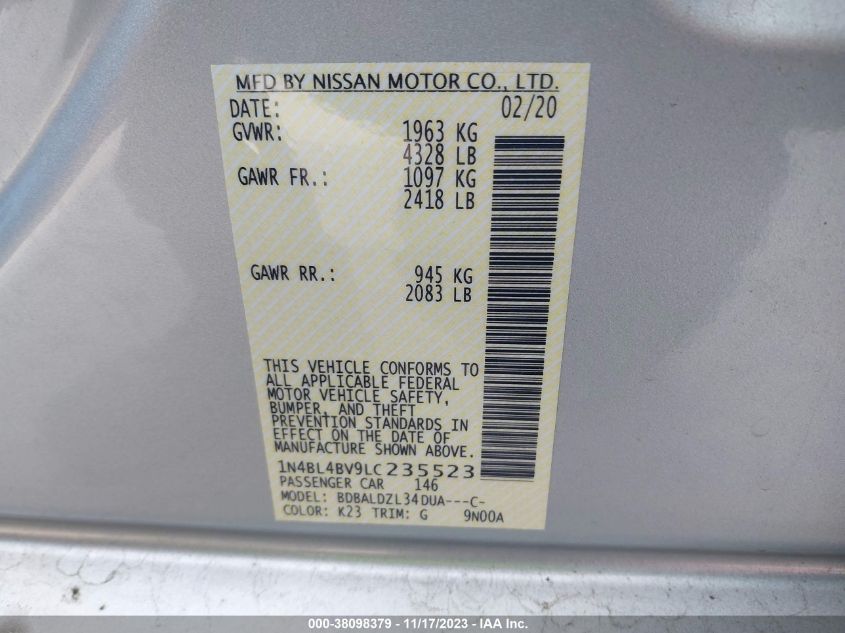 MFD BY NISSAN MOTOR CO., LTD.
DATE: 02/20
GVWR: 1963 KG
4328 LB
GAWR FR.: 1097 KG
2418 LB
GAWR RR.: 945 KG
2083 LB
THIS VEHICLE CONFORMS TO
ALL APPLICABLE FEDERAL
MOTOR VEHICLE SAFETY,
BUMPER, AND THEFT
PREVENTION STANDARDS IN
EFFECT ON THE DATE OF
MANUFACTURE SHOWN ABOVE.
1N4BL4BV9LC235523
PASSENGER CAR 146
MODEL: BDBALDZL34DUA---C-
COLOR: K23 TRIM: G 9N00A
000-38098379 - 11/17/2023 - IAA Inc.